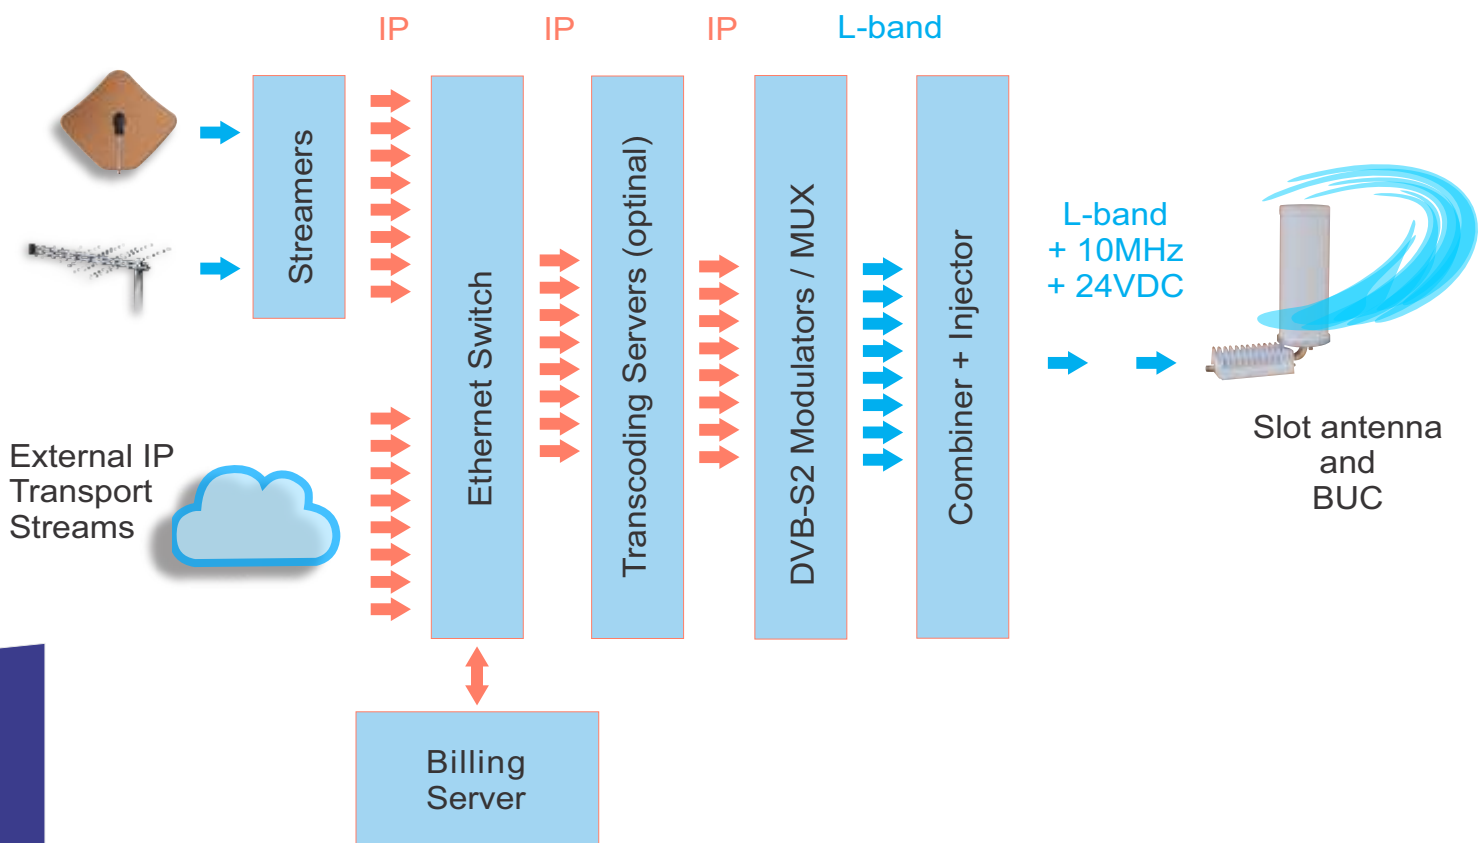 IP
IP
IP
L-band
Streamers
Ethernet Switch
Transcoding Servers (optinal)
DVB-S2 Modulators / MUX
Combiner + Injector
L-band
+ 10MHz
+ 24VDC
Slot antenna
and
BUC
External IP
Transport
Streams
Billing
Server